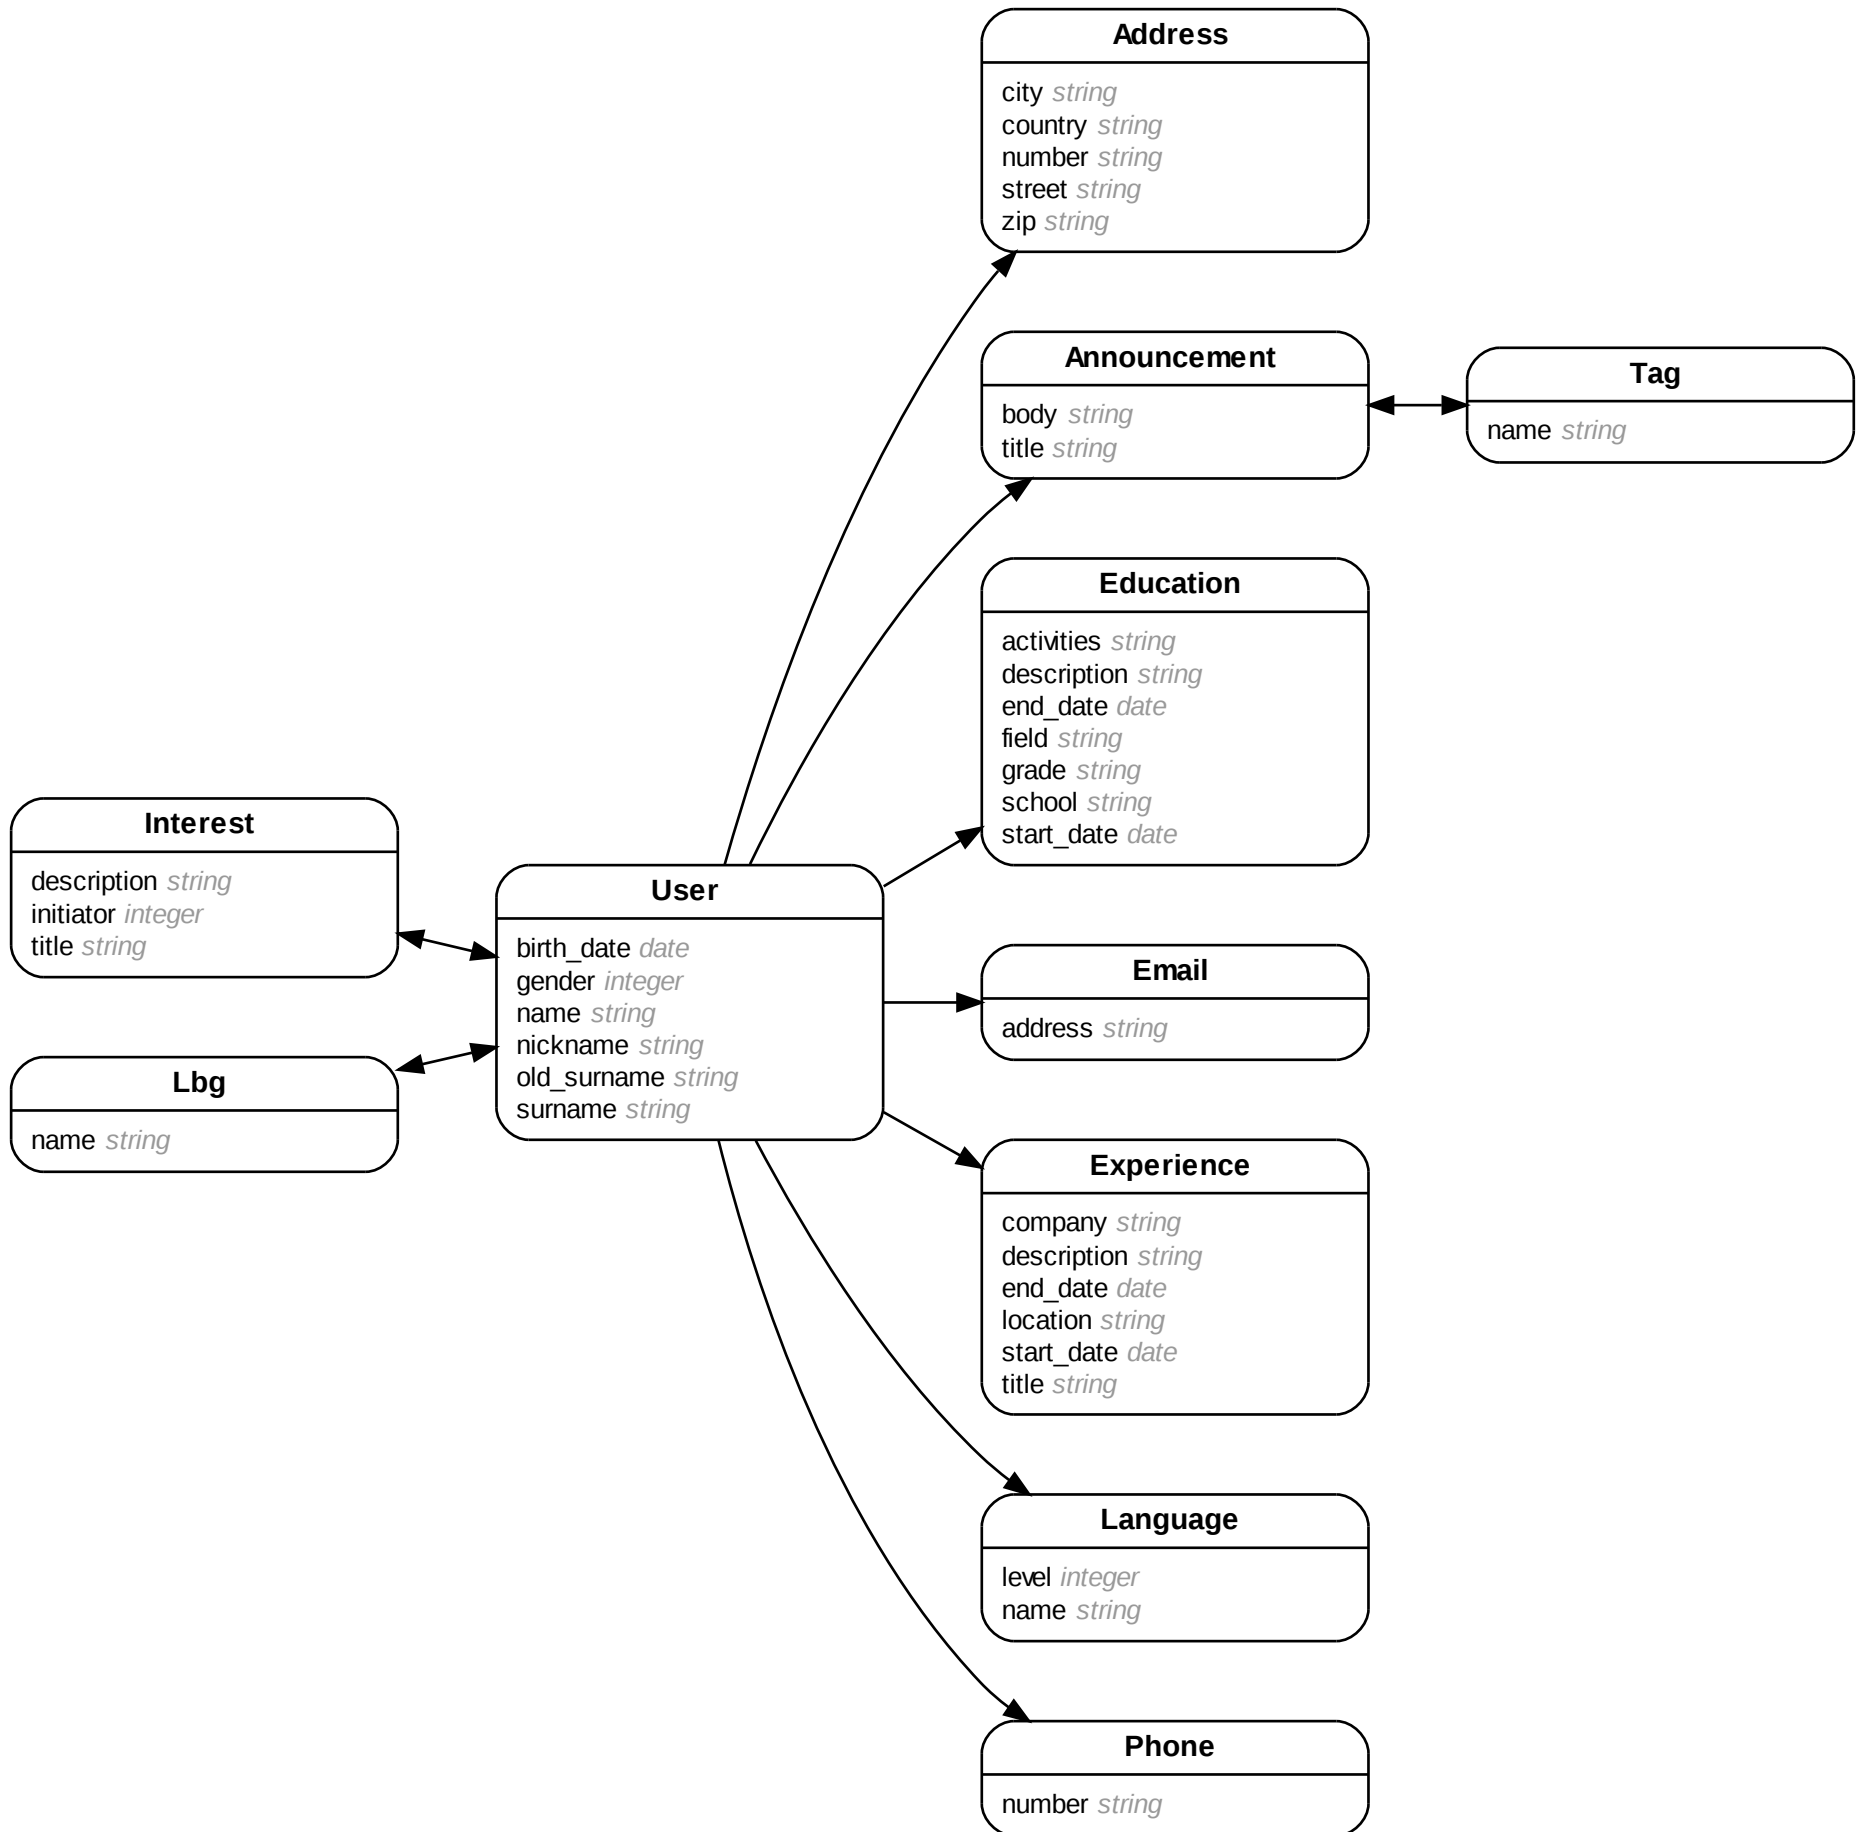 Address
city string
country string
number string
street string
zip string
Announcement
body string
title string
Tag
name string
Education
activities string
description string
end_date date
field string
grade string
school string
start_date date
Interest
description string
initiator integer
title string
User
birth_date date
gender integer
name string
nickname string
old_surname string
surname string
Email
address string
Lbg
name string
Experience
company string
description string
end_date date
location string
start_date date
title string
Language
level integer
name string
Phone
number string